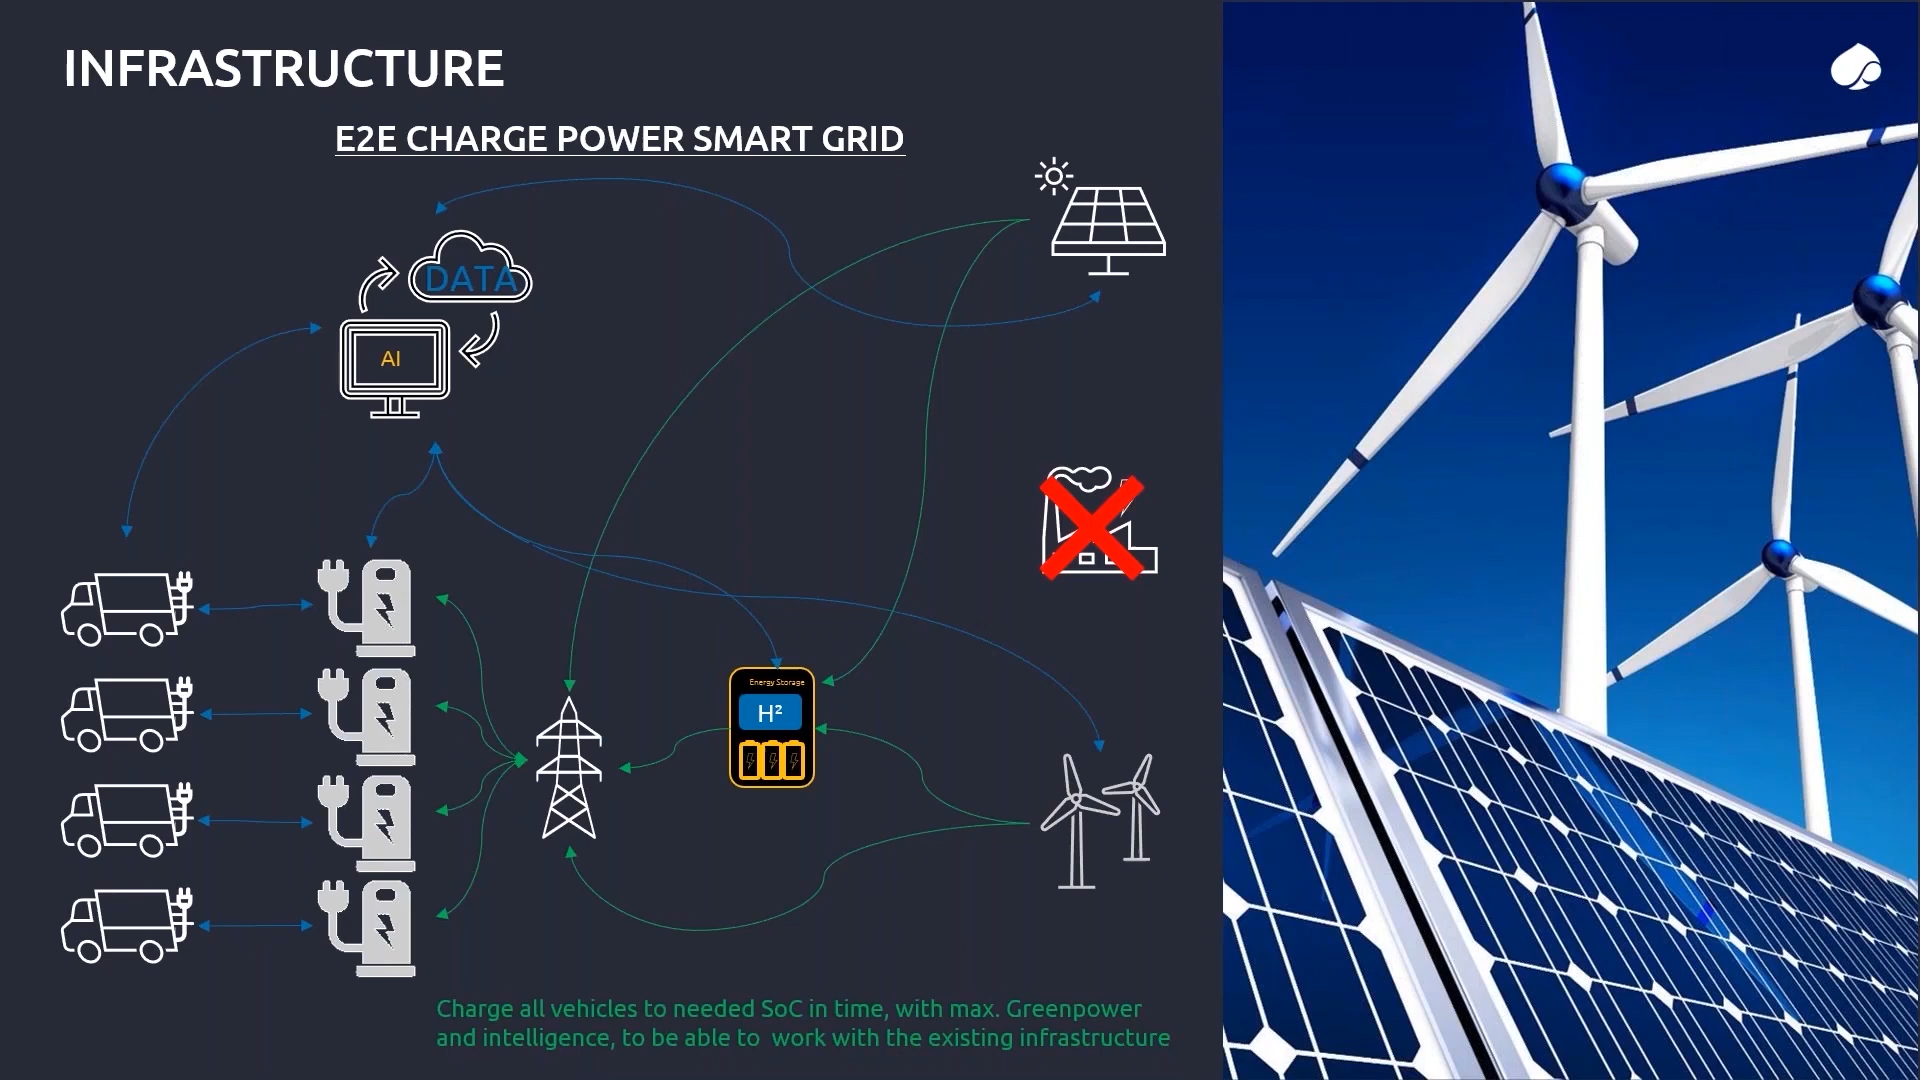 INFRASTRUCTURE
E2E CHARGE POWER SMART GRID
DATA
AI
Energy Storage
H²
Charge all vehicles to needed SoC in time, with max. Greenpower
and intelligence, to be able to  work with the existing infrastructure